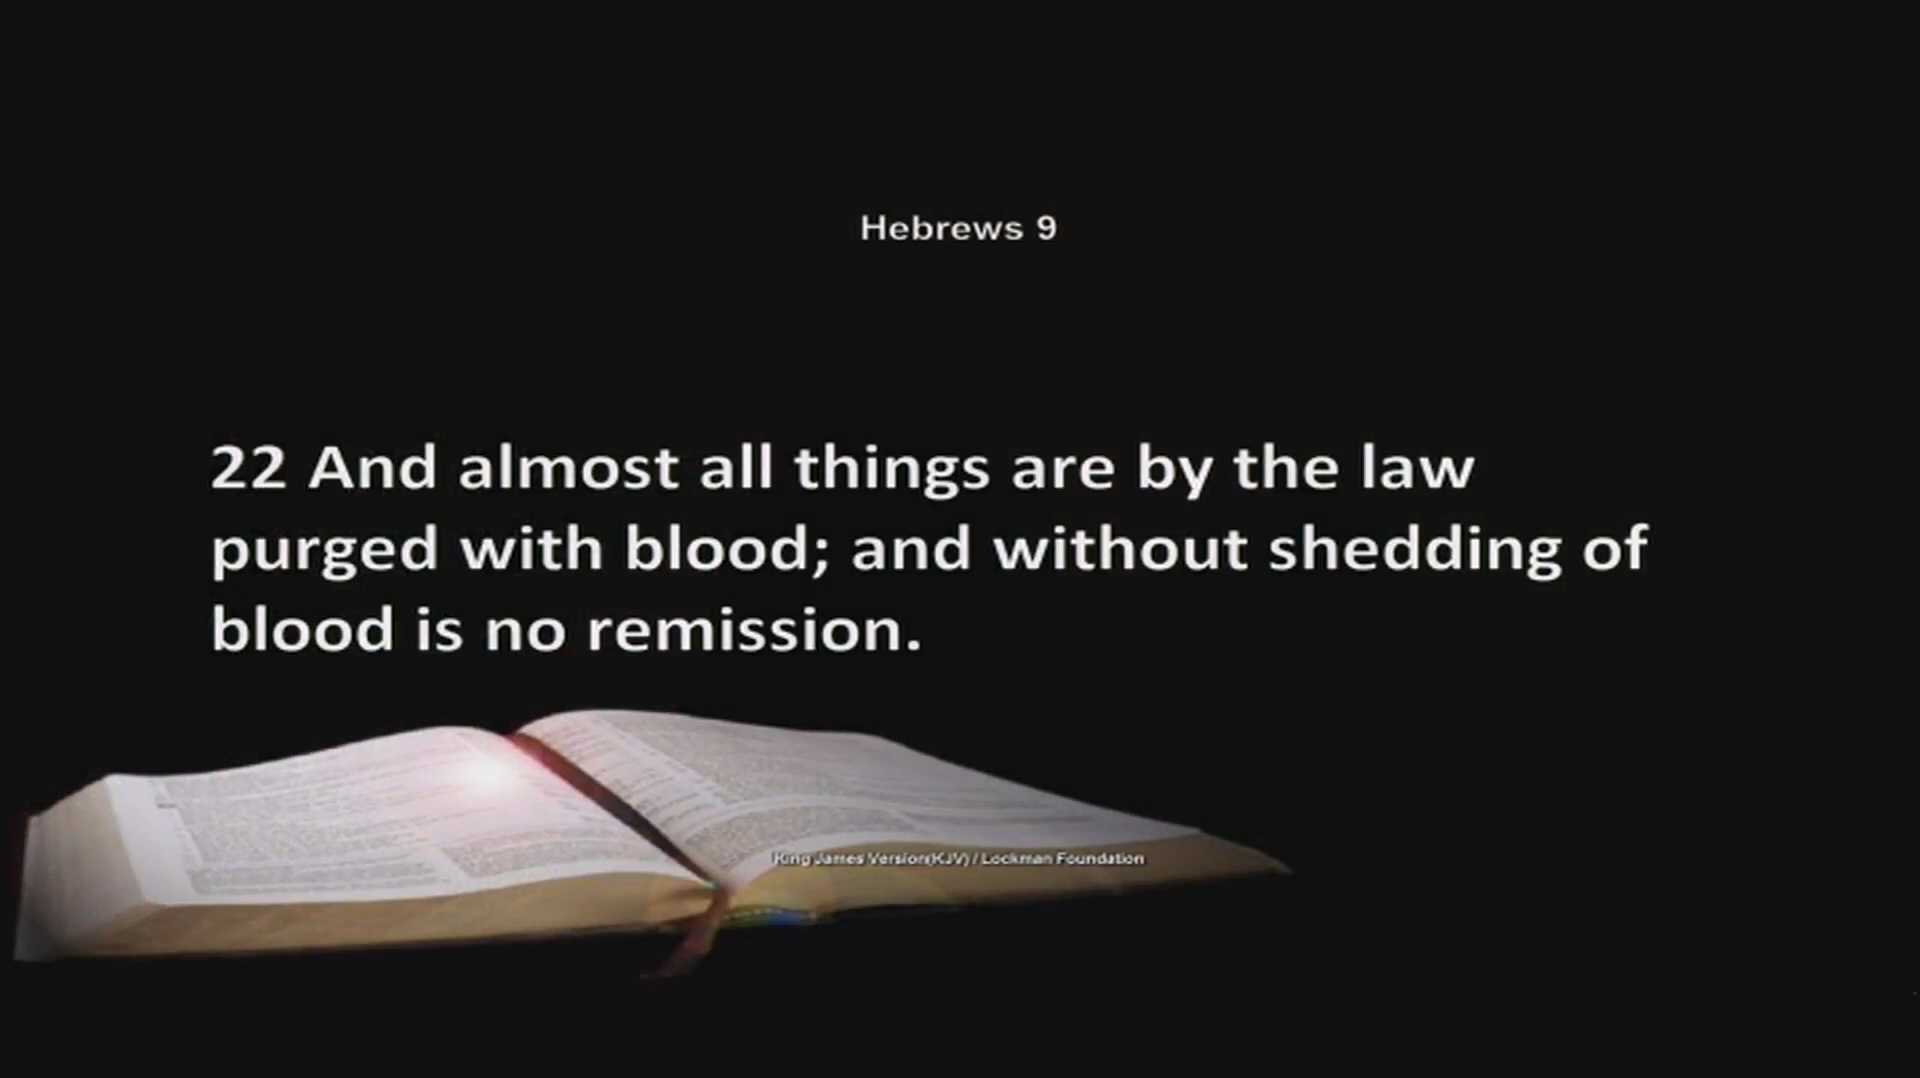 Hebrews 9
22 And almost all things are by the law
purged with blood; and without shedding of
blood is no remission.
King James Version(KJV) / Lockman Foundation